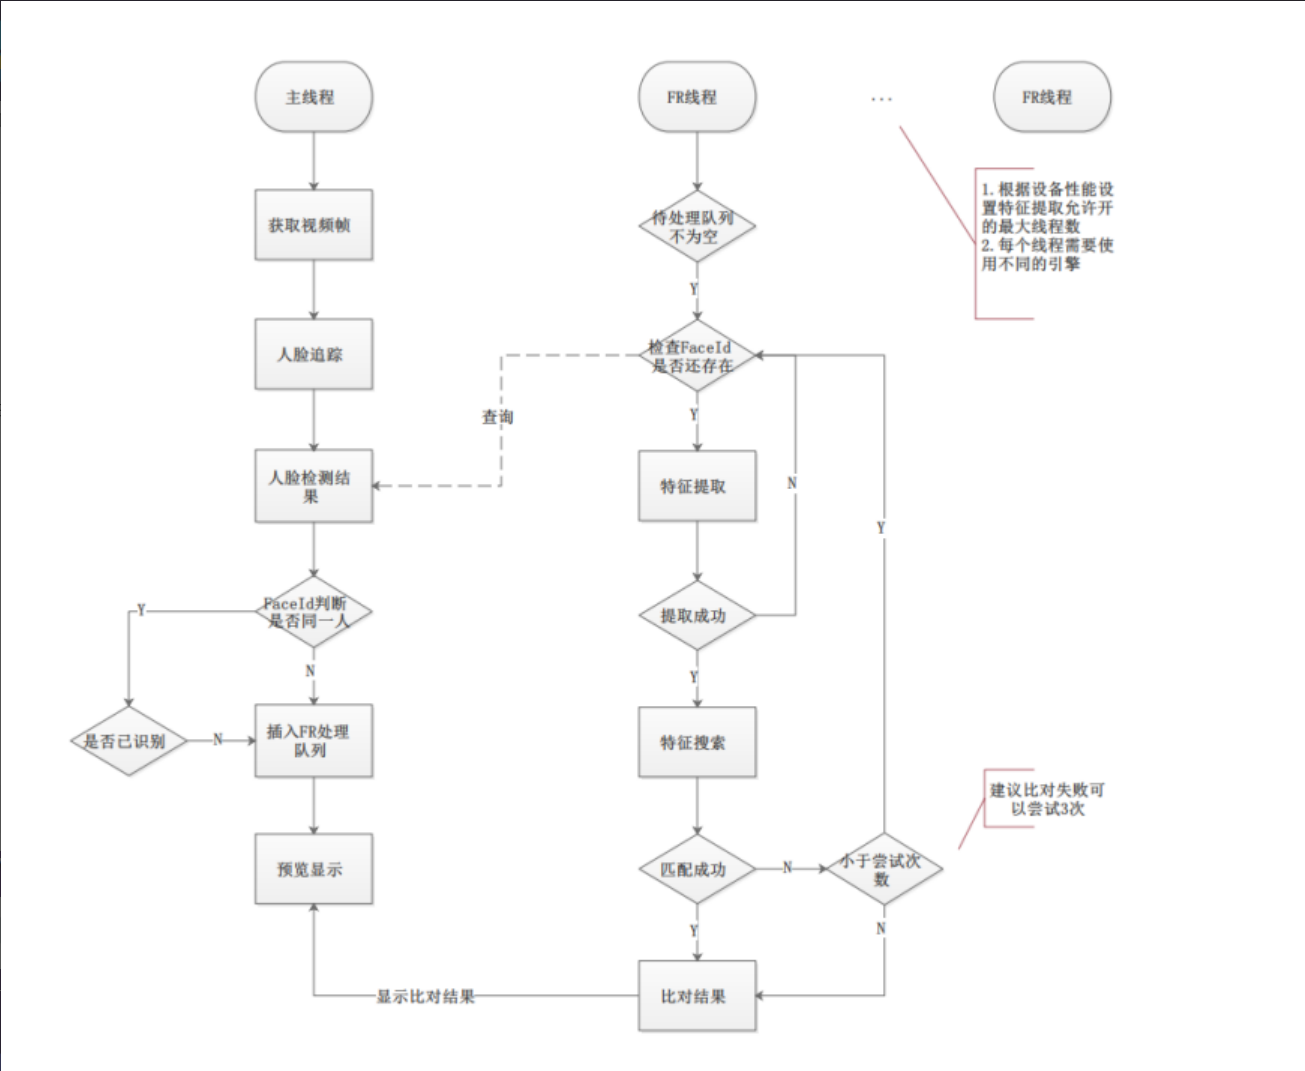 主线程
获取视频帧
人脸追踪
人脸检测结
果
FaceId判断
是否同一人
Y
N
是否已识别
N
插入FR处理
队列
预览显示
FR线程
待处理队列
不为空
Y
检查FaceId
是否还存在
查询
Y
特征提取
N
提取成功
Y
特征搜索
匹配成功
N
小于尝试次
数
Y
Y
N
比对结果
显示比对结果
...
FR线程
1.根据设备性能设
置特征提取允许开
的最大线程数
2.每个线程需要使
用不同的引擎
建议比对失败可
以尝试3次